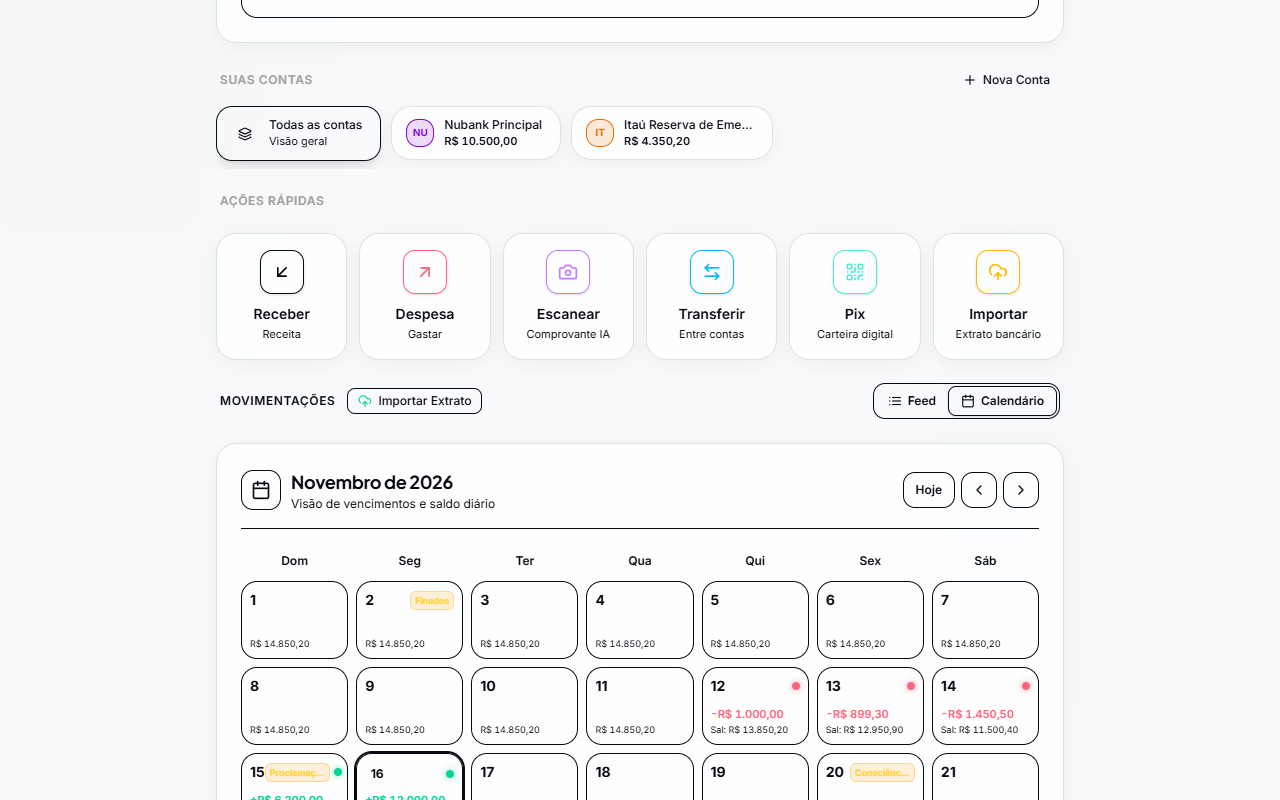 SUAS CONTAS
Nova Conta
Todas as contas
Visão geral
NU
Nubank Principal
R$ 10.500,00
IT
Itaú Reserva de Eme...
R$ 4.350,20
AÇÕES RÁPIDAS
Receber
Receita
Despesa
Gastar
Escanear
Comprovante IA
Transferir
Entre contas
Pix
Carteira digital
Importar
Extrato bancário
MOVIMENTAÇÕES
Importar Extrato
Feed
Calendário
Novembro de 2026
Visão de vencimentos e saldo diário
Hoje
Dom Seg Ter Qua Qui Sex Sáb
1
R$ 14.850,20
2 Finados
R$ 14.850,20
3
R$ 14.850,20
4
R$ 14.850,20
5
R$ 14.850,20
6
R$ 14.850,20
7
R$ 14.850,20
8
R$ 14.850,20
9
R$ 14.850,20
10
R$ 14.850,20
11
R$ 14.850,20
12
-R$ 1.000,00
Sal: R$ 13.850,20
13
-R$ 899,30
Sal: R$ 12.950,90
14
-R$ 1.450,50
Sal: R$ 11.500,40
15 Proclamaç...
+R$ 6.200,00
16
+R$ 12.000,00
17
18
19
20 Consciênc...
21